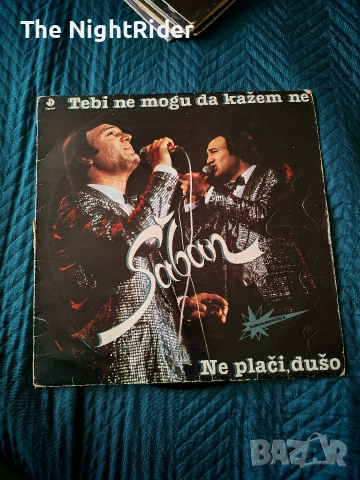 The NightRider
Tebi ne mogu da kažem ne
Šaban
Ne plači, dušo
BAZAR